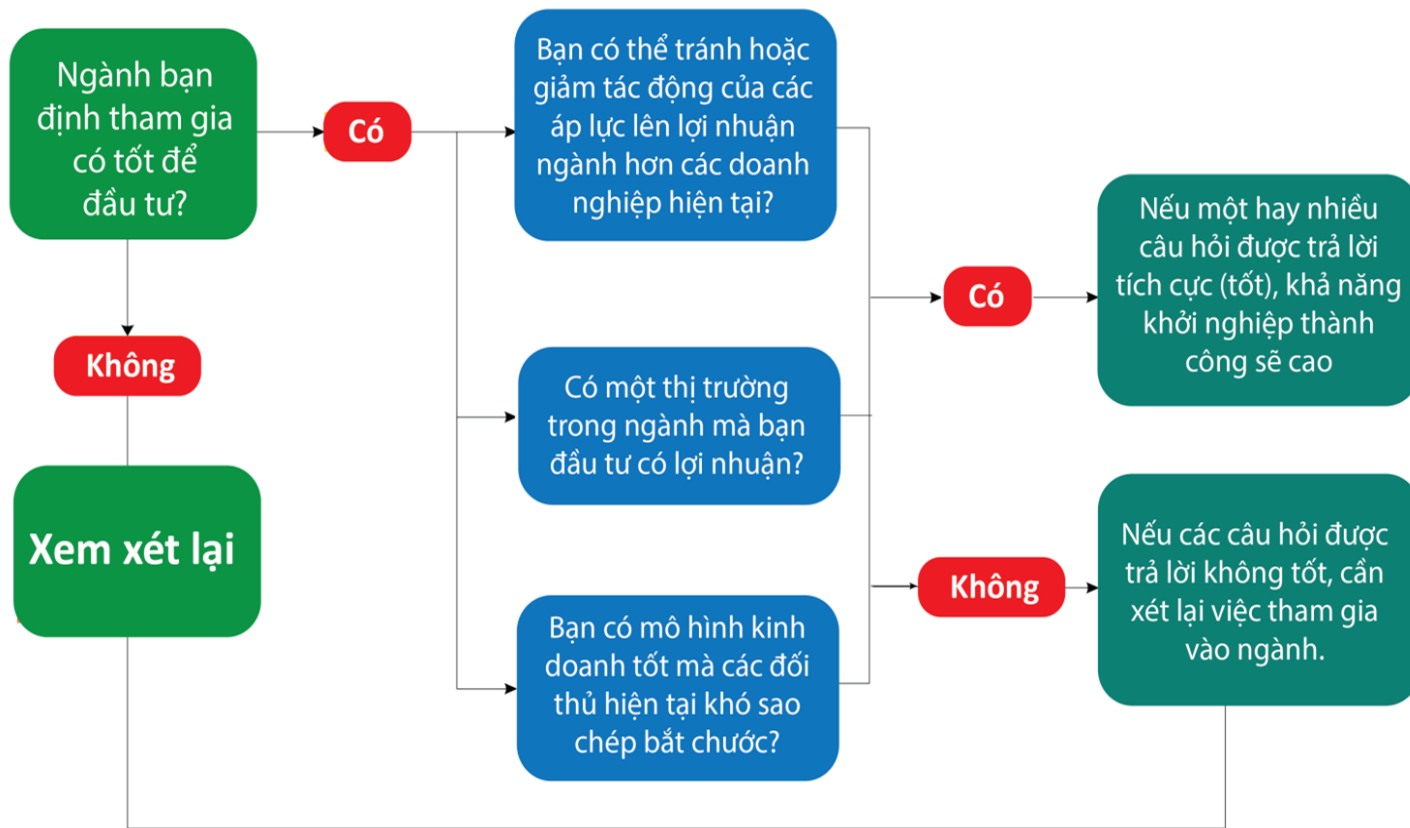 Ngành bạn
định tham gia
có tốt để
đầu tư?
Có
Không
Xem xét lại
Bạn có thể tránh hoặc
giảm tác động của các
áp lực lên lợi nhuận
ngành hơn các doanh
nghiệp hiện tại?
Có một thị trường
trong ngành mà bạn
đầu tư có lợi nhuận?
Bạn có mô hình kinh
doanh tốt mà các đối
thủ hiện tại khó sao
chép bắt chước?
Có
Nếu một hay nhiều
câu hỏi được trả lời
tích cực (tốt), khả năng
khởi nghiệp thành
công sẽ cao
Không
Nếu các câu hỏi được
trả lời không tốt, cần
xét lại việc tham gia
vào ngành.